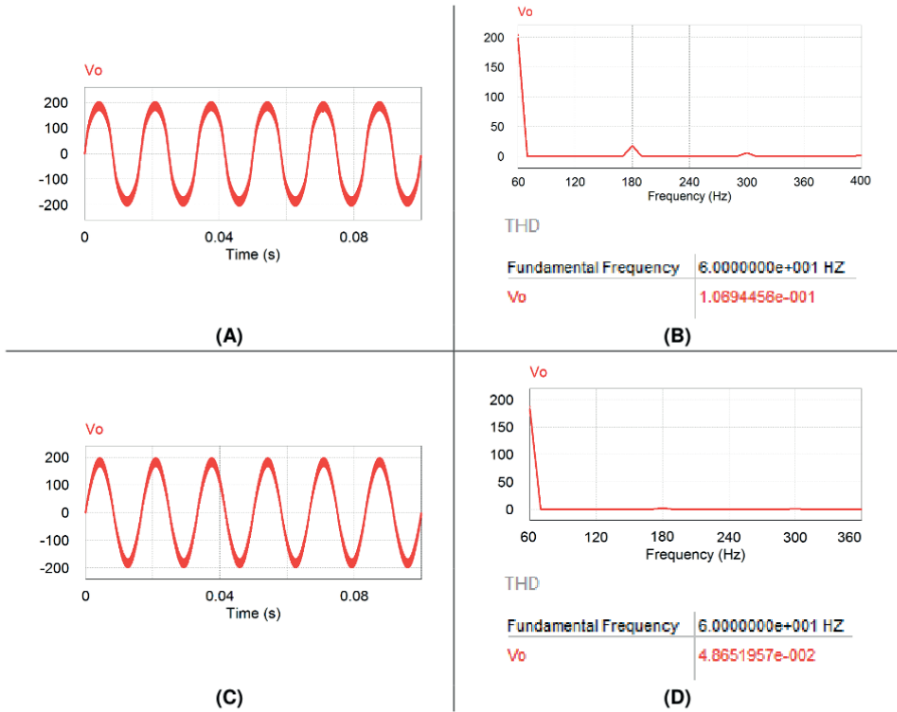 Vo
200
100
0
-100
-200
0
0.04
0.08
Time (s)
(A)
Vo
200
150
100
50
0
60
120
180
240
300
360
400
Frequency (Hz)
THD
Fundamental Frequency 6.0000000e+001 HZ
Vo 1.0694456e-001
(B)
Vo
200
100
0
-100
-200
0
0.04
0.08
Time (s)
(C)
Vo
200
150
100
50
0
60
120
180
240
300
360
Frequency (Hz)
THD
Fundamental Frequency 6.0000000e+001 HZ
Vo 4.8651957e-002
(D)